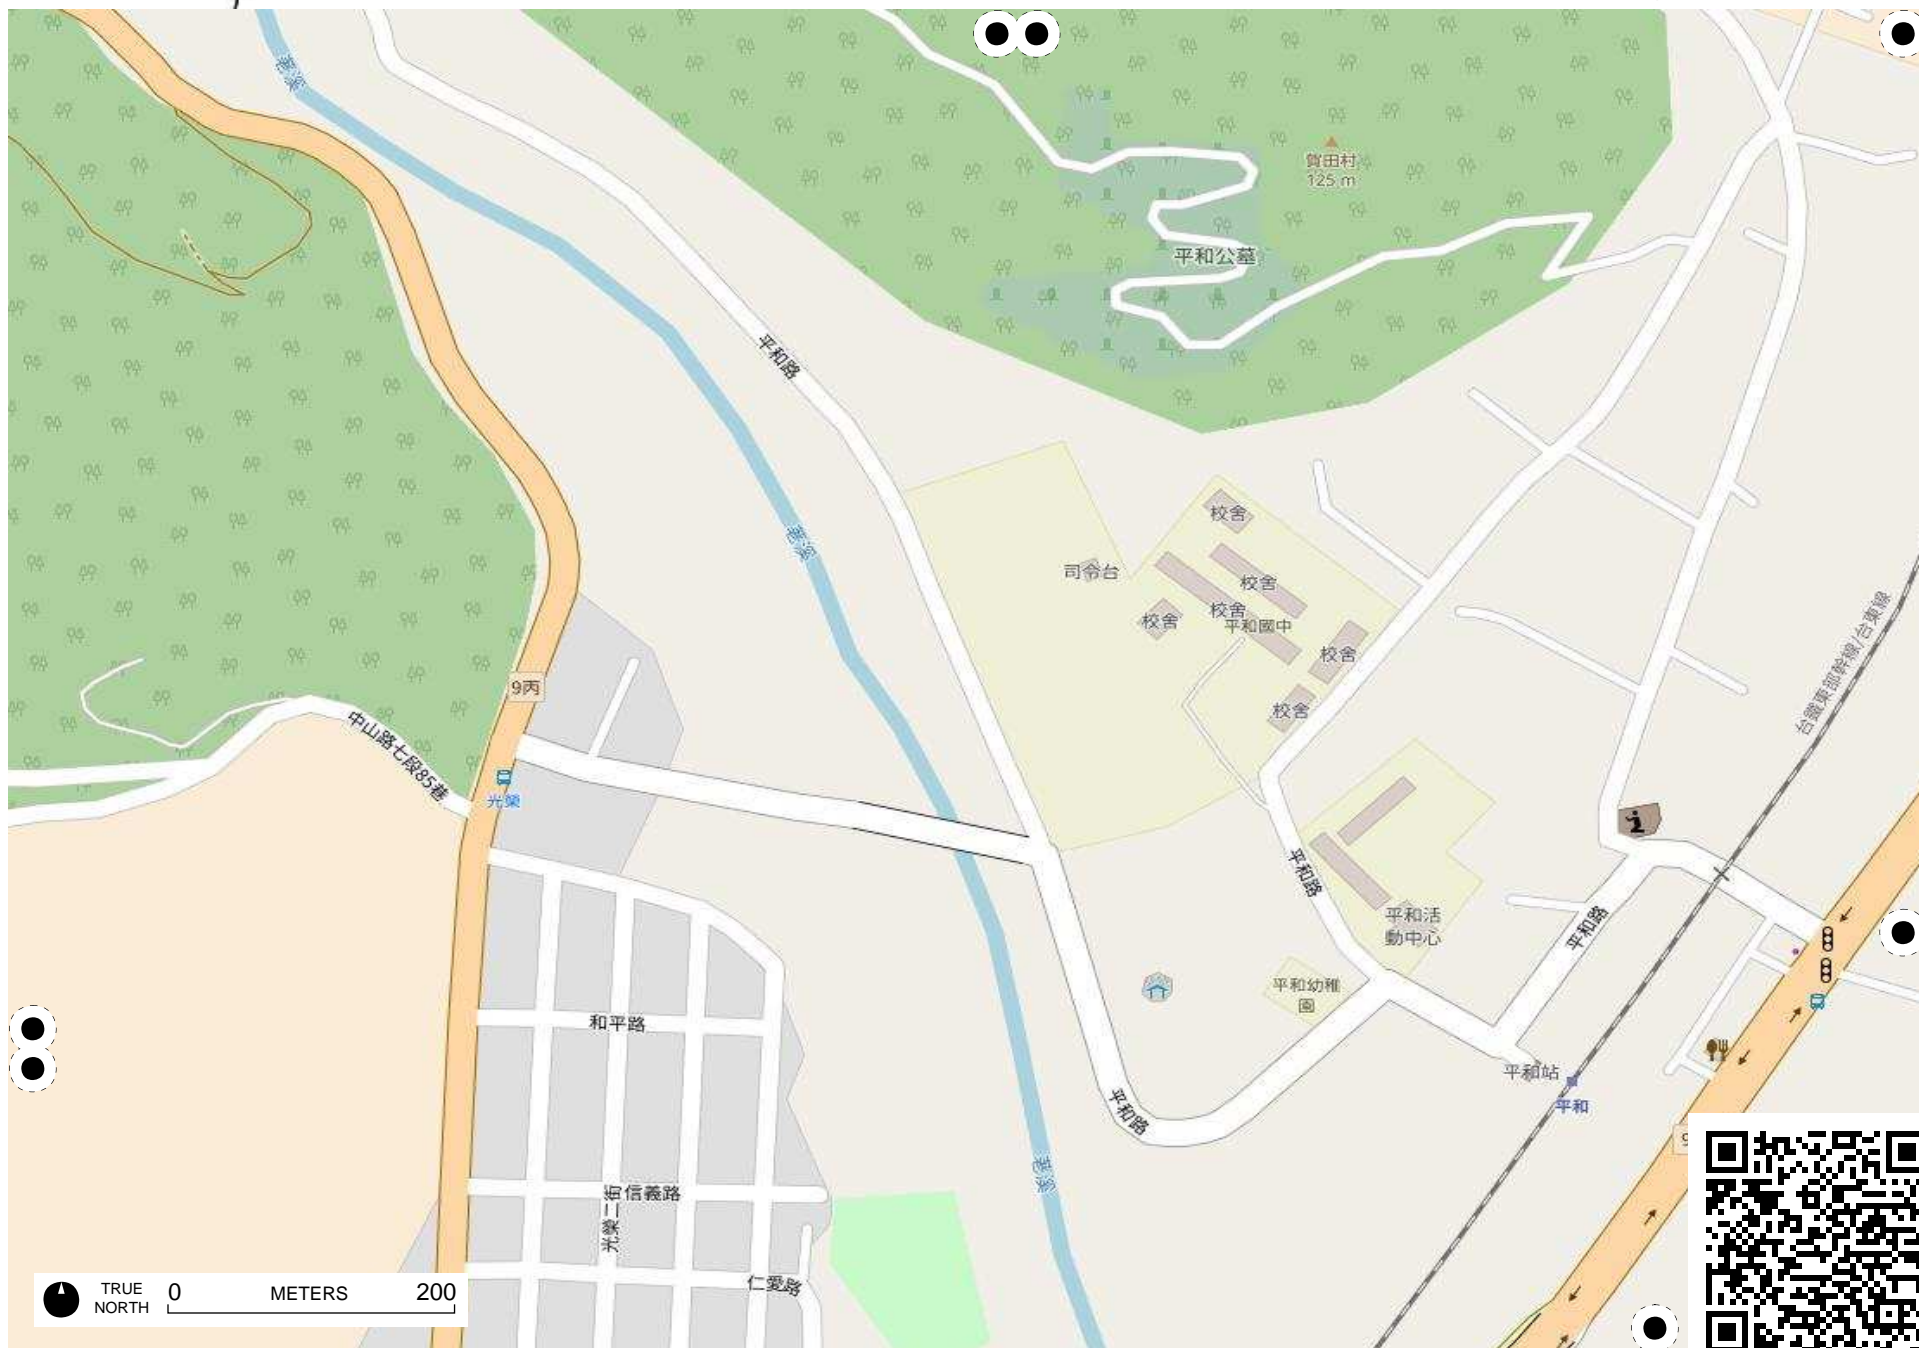 荖溪
賀田村
125 m
平和公墓
平和路
校舍
荖溪
司令台
校舍
校舍
校舍
平和國中
校舍
台鐵東部幹線/台東線
9丙
校舍
中山路七段85巷
光榮
平和路
平和活
動中心
平和路
平和幼稚
園
和平路
平和站
平和
平和路
9
荖溪
信義路
光榮二街
仁愛路
TRUE
NORTH
0 METERS 200